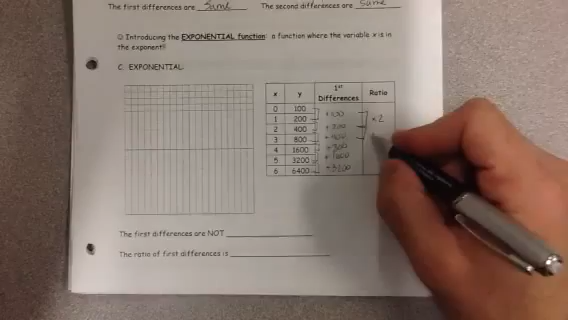 The first differences are Same The second differences are Same
D Introducing the EXPONENTIAL function: a function where the variable x is in
the exponent!!
C: EXPONENTIAL:
x y 1st Differences Ratio
0 100
1 200 +100
2 400 +200 ×2
3 800 +400
4 1600 +800
5 3200 +1600
6 6400 +3200
The first differences are NOT
The ratio of first differences is